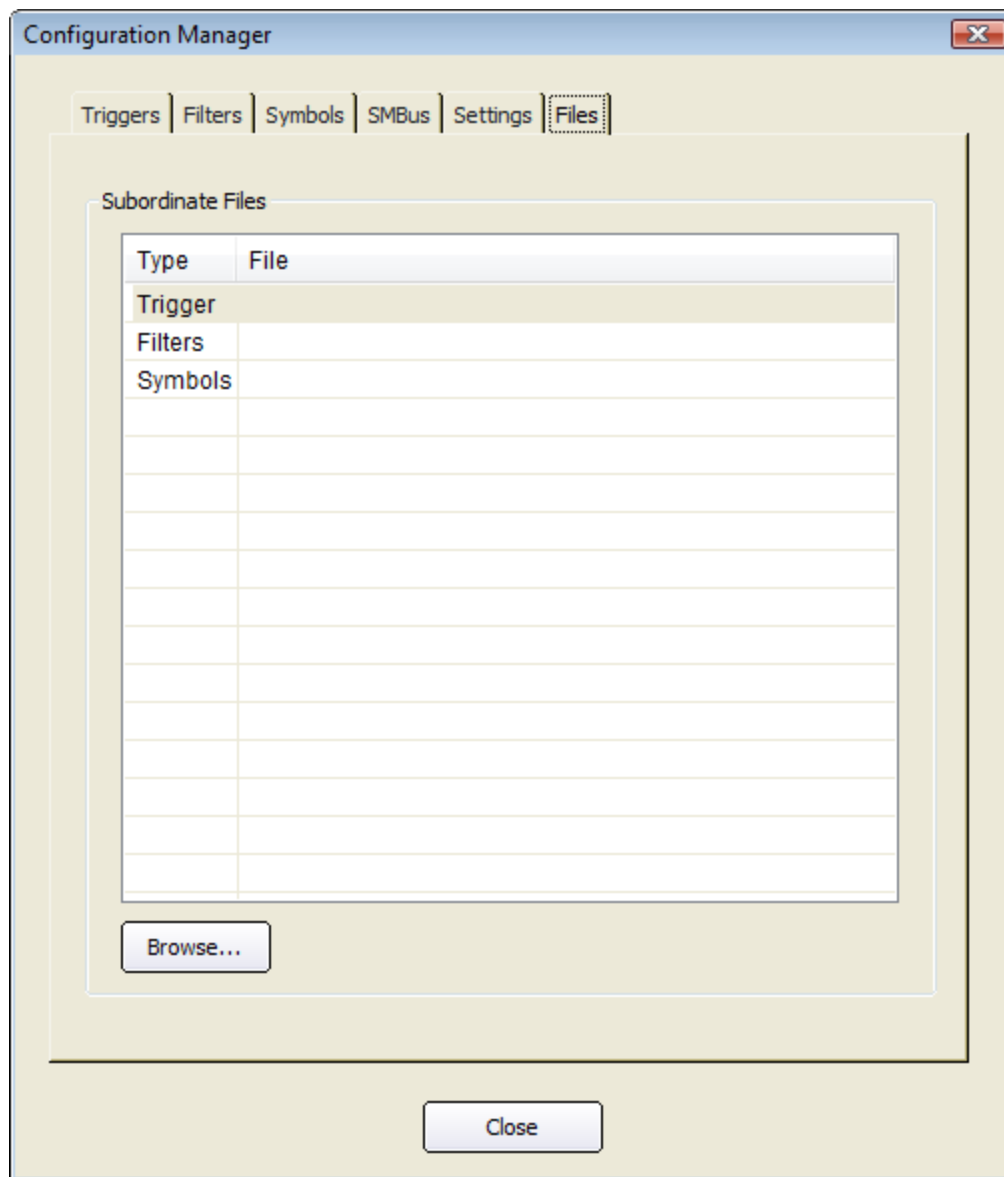 Configuration Manager
Triggers Filters Symbols SMBus Settings Files
Subordinate Files
Type File
Trigger
Filters
Symbols
Browse...
Close